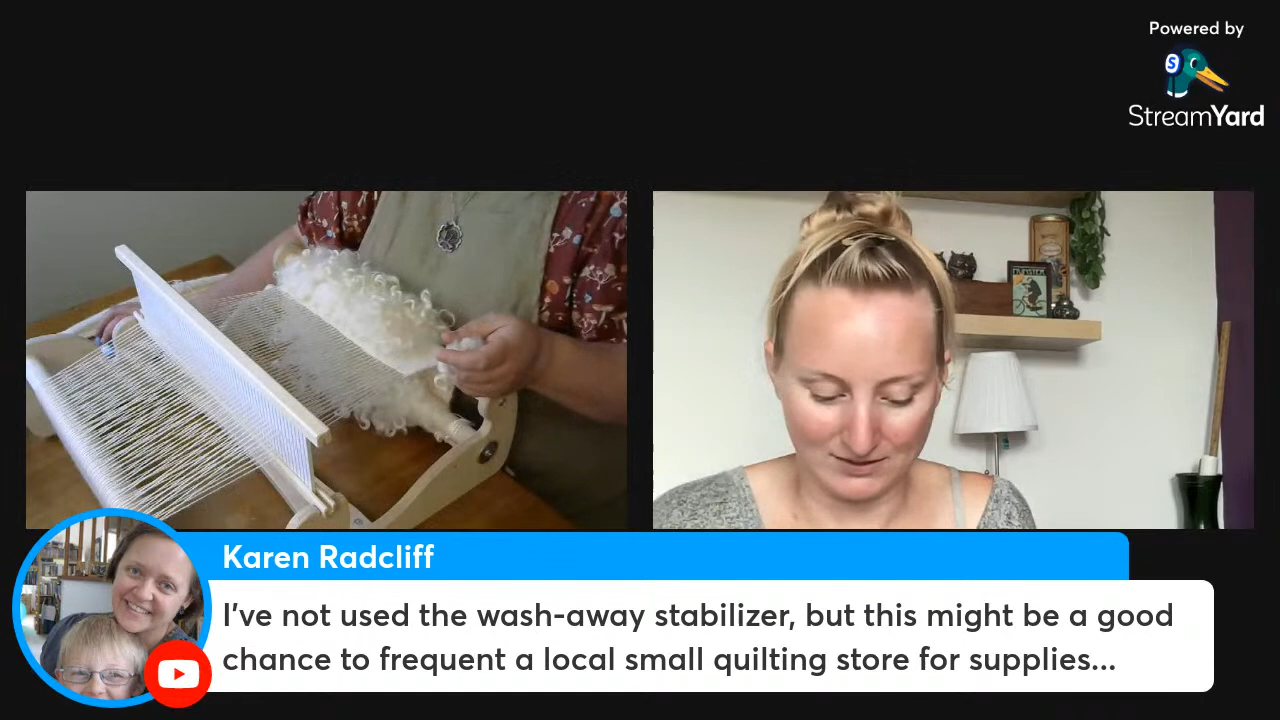 Powered by
S
StreamYard
Karen Radcliff
I've not used the wash-away stabilizer, but this might be a good
chance to frequent a local small quilting store for supplies...